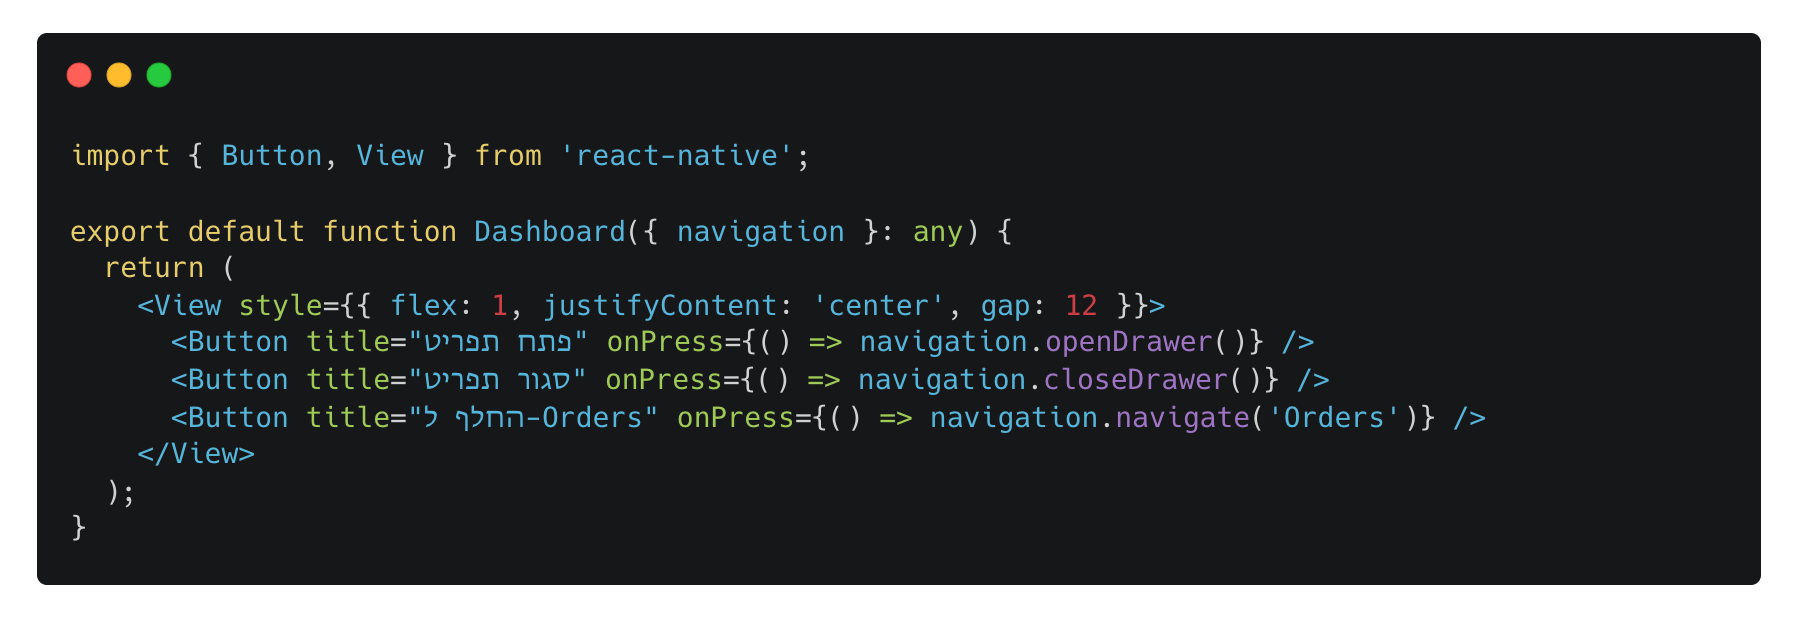 import { Button, View } from 'react-native';
export default function Dashboard({ navigation }: any) {
return (
<View style={{ flex: 1, justifyContent: 'center', gap: 12 }}>
<Button title="פתח תפריט" onPress={() => navigation.openDrawer()} />
<Button title="סגור תפריט" onPress={() => navigation.closeDrawer()} />
<Button title="החלף ל-Orders" onPress={() => navigation.navigate('Orders')} />
</View>
);
}